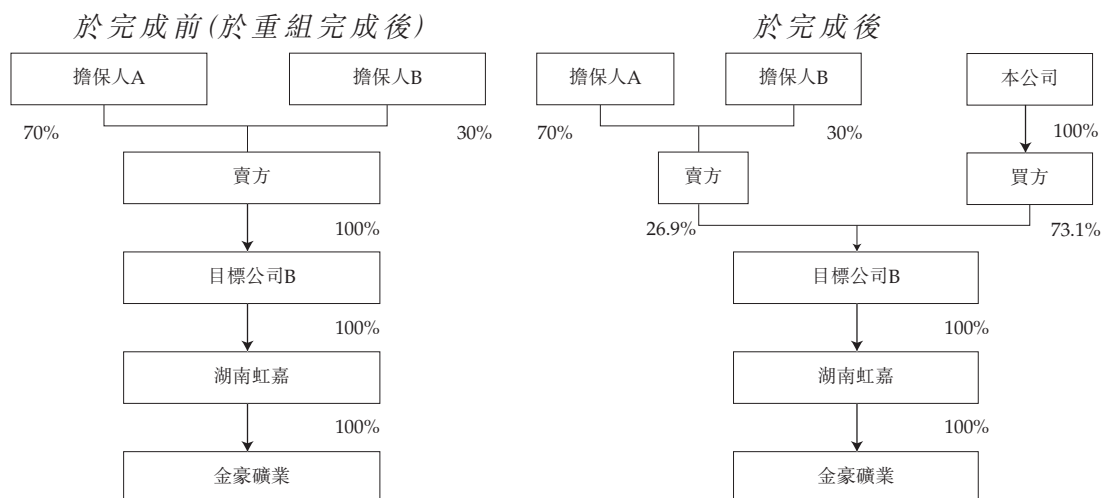 於完成前(於重組完成後)
擔保人A
擔保人B
70%
30%
賣方
100%
目標公司B
100%
湖南虹嘉
100%
金豪礦業
於完成後
擔保人A
擔保人B
本公司
70%
30%
100%
賣方
買方
26.9%
73.1%
目標公司B
100%
湖南虹嘉
100%
金豪礦業